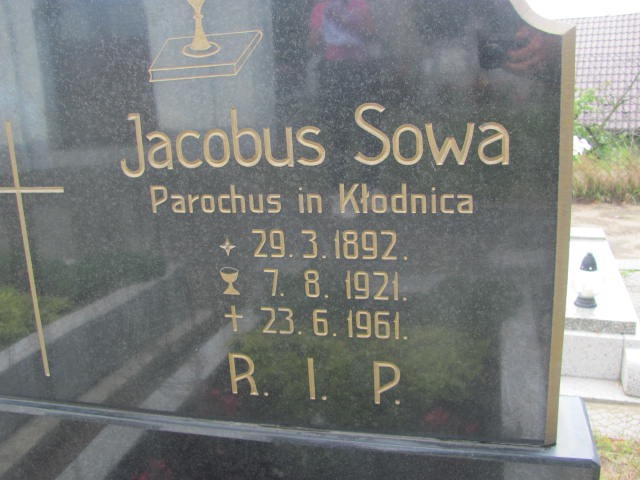 Jacobus Sowa
Parochus in Kłodnica
29. 3. 1892.
7. 8. 1921.
23. 6. 1961.
R. I. P.